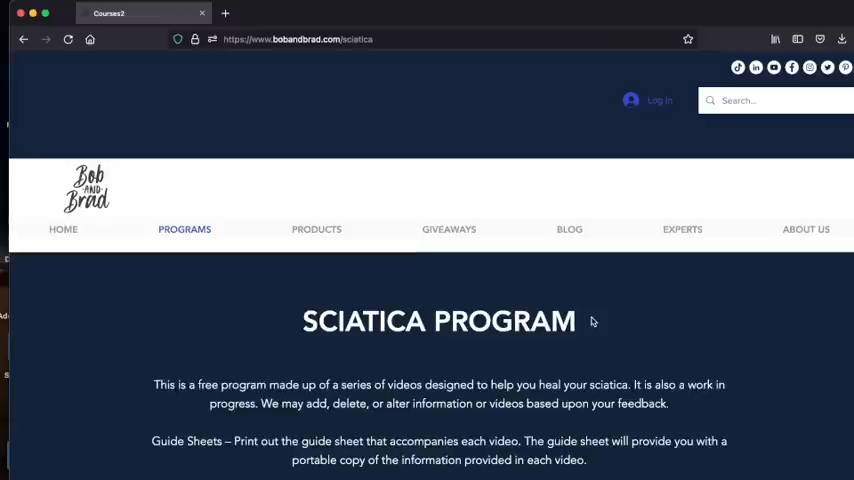 Courses2
https://www.bobandbrad.com/sciatica
Log In
Search...
Bob
AND
Brad
HOME PROGRAMS PRODUCTS GIVEAWAYS BLOG EXPERTS ABOUT US
SCIATICA PROGRAM
This is a free program made up of a series of videos designed to help you heal your sciatica. It is also a work in
progress. We may add, delete, or alter information or videos based upon your feedback.
Guide Sheets – Print out the guide sheet that accompanies each video. The guide sheet will provide you with a
portable copy of the information provided in each video.